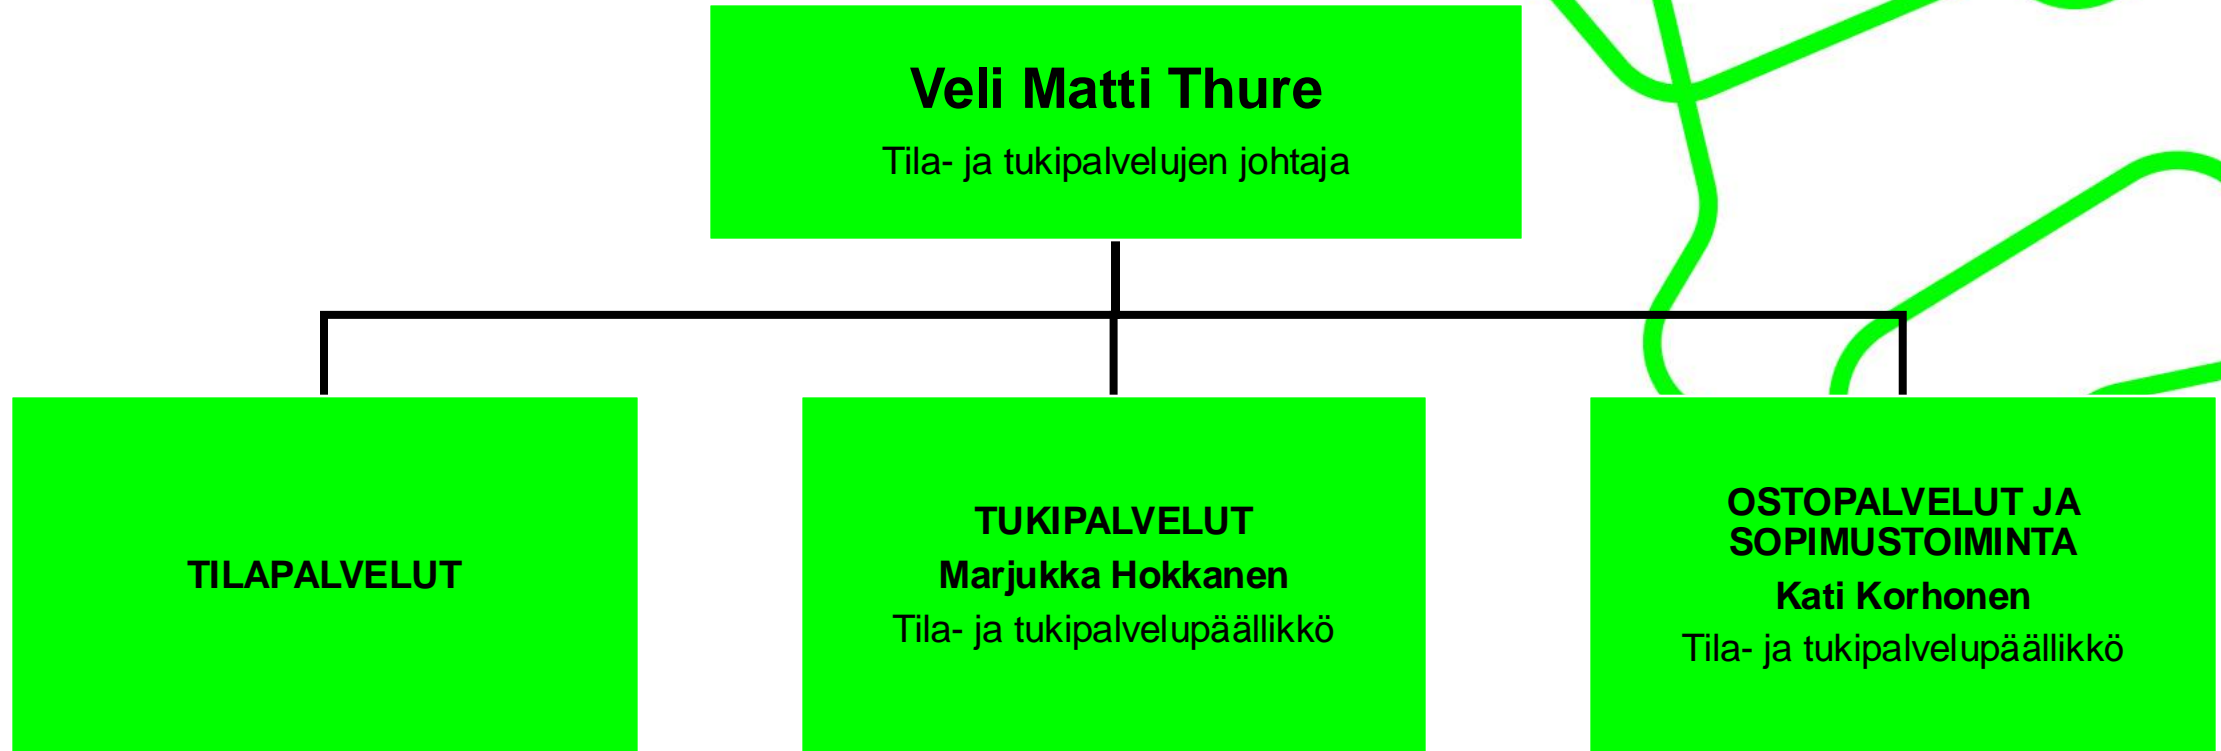 Veli Matti Thure
Tila- ja tukipalvelujen johtaja
TILAPALVELUT
TUKIPALVELUT
Marjukka Hokkanen
Tila- ja tukipalvelupäällikkö
OSTOPALVELUT JA
SOPIMUSTOIMINTA
Kati Korhonen
Tila- ja tukipalvelupäällikkö